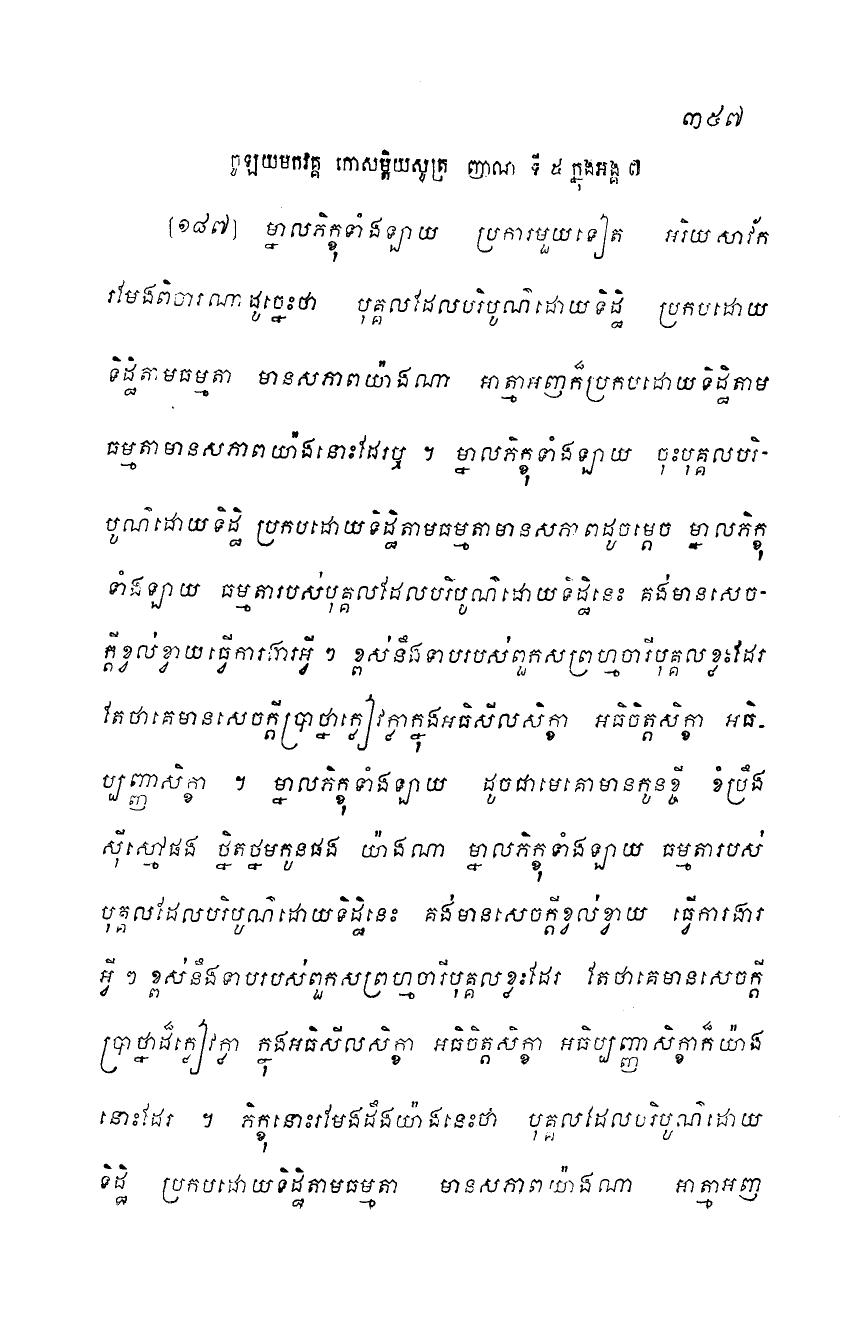 ៣៥៧
ចូឡយមកវគ្គ កោសម្ពិយសូត្រ ញាណ ទី ៥ ក្នុងអង្គ ៧
[១៨៧] ម្នាលភិក្ខុទាំងឡាយ ប្រការមួយទៀត អរិយសាវ័ក
រមែងពិចារណាដូច្នេះថា បុគ្គលដែលបរិបូណ៌ដោយទិដ្ឋិ ប្រកបដោយ
ទិដ្ឋិតាមធម្មតា មានសភាពយ៉ាងណា អាត្មាអញក៏ប្រកបដោយទិដ្ឋិតាម
ធម្មតាមានសភាពយ៉ាងនោះដែរឬ ។ ម្នាលភិក្ខុទាំងឡាយ ចុះបុគ្គលបរិ-
បូណ៌ដោយទិដ្ឋិ ប្រកបដោយទិដ្ឋិតាមធម្មតាមានសភាពដូចម្តេច ម្នាលភិក្ខុ
ទាំងឡាយ ធម្មតារបស់បុគ្គលដែលបរិបូណ៌ដោយទិដ្ឋិនេះ គង់មានសេច-
ក្តីខ្វល់ខ្វាយធ្វើការងារអ្វី ៗ ខ្ពស់នឹងទាបរបស់ពួកសព្រហ្មចារីបុគ្គលខ្លះដែរ
តែថាគេមានសេចក្តីប្រាថ្នាក្លៀវក្លាក្នុងអធិសីលសិក្ខា អធិចិត្តសិក្ខា អធិ-
ប្បញ្ញាសិក្ខា ។ ម្នាលភិក្ខុទាំងឡាយ ដូចជាមេគោមានកូនខ្ចី ខំប្រឹង
ស៊ីស្មៅផង ថ្និតថ្នមកូនផង យ៉ាងណា ម្នាលភិក្ខុទាំងឡាយ ធម្មតារបស់
បុគ្គលដែលបរិបូណ៌ដោយទិដ្ឋិនេះ គង់មានសេចក្តីខ្វល់ខ្វាយ ធ្វើការងារ
អ្វី ៗ ខ្ពស់នឹងទាបរបស់ពួកសព្រហ្មចារីបុគ្គលខ្លះដែរ តែថាគេមានសេចក្តី
ប្រាថ្នាដ៏ក្លៀវក្លា ក្នុងអធិសីលសិក្ខា អធិចិត្តសិក្ខា អធិប្បញ្ញាសិក្ខាក៏យ៉ាង
នោះដែរ ។ ភិក្ខុនោះរមែងដឹងយ៉ាងនេះថា បុគ្គលដែលបរិបូណ៌ដោយ
ទិដ្ឋិ ប្រកបដោយទិដ្ឋិតាមធម្មតា មានសភាពយ៉ាងណា អាត្មាអញ